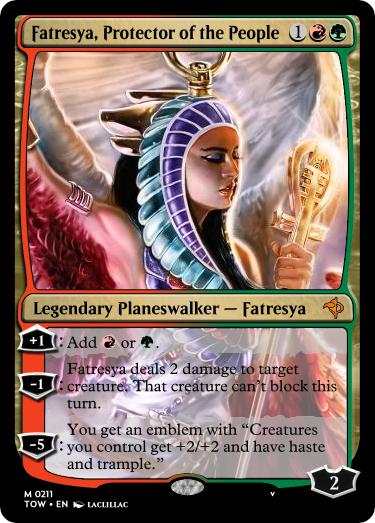 Fatresya, Protector of the People 1
Legendary Planeswalker — Fatresya
+1: Add or .
Fatresya deals 2 damage to target
-1: creature. That creature can't block this
turn.
You get an emblem with “Creatures
-5: you control get +2/+2 and have haste
and trample.”
2
M 0211
TOW • EN LACLILLAC
V